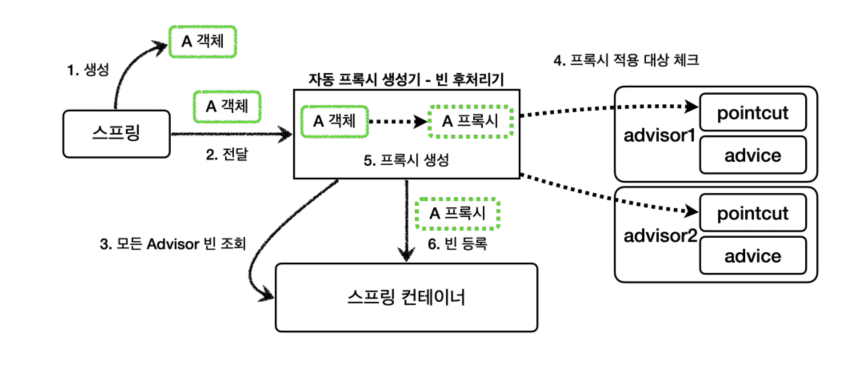 A 객체
1. 생성
4. 프록시 적용 대상 체크
자동 프록시 생성기 - 빈 후처리기
A 객체
스프링
2. 전달
A 객체
A 프록시
5. 프록시 생성
advisor1
pointcut
advice
advisor2
pointcut
advice
3. 모든 Advisor 빈 조회
A 프록시
6. 빈 등록
스프링 컨테이너